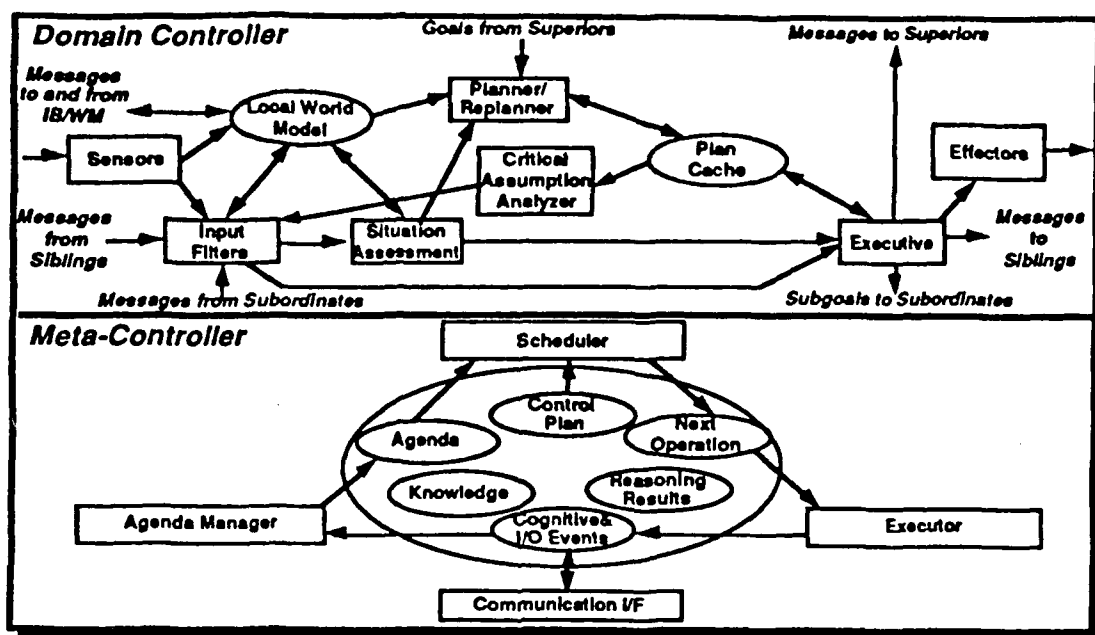 Domain Controller
Goals from Superiors
Messages to Superiors
Messages
to and from
IB/WM
Local World
Model
Planner/
Replanner
Sensors
Critical
Assumption
Analyzer
Plan
Cache
Effectors
Messages
from
Siblings
Input
Filters
Situation
Assessment
Executive
Messages
to
Siblings
Messages from Subordinates
Subgoals to Subordinates
Meta-Controller
Scheduler
Control
Plan
Agenda
Next
Operation
Knowledge
Reasoning
Results
Agenda Manager
Cognitive&
I/O Events
Executor
Communication I/F